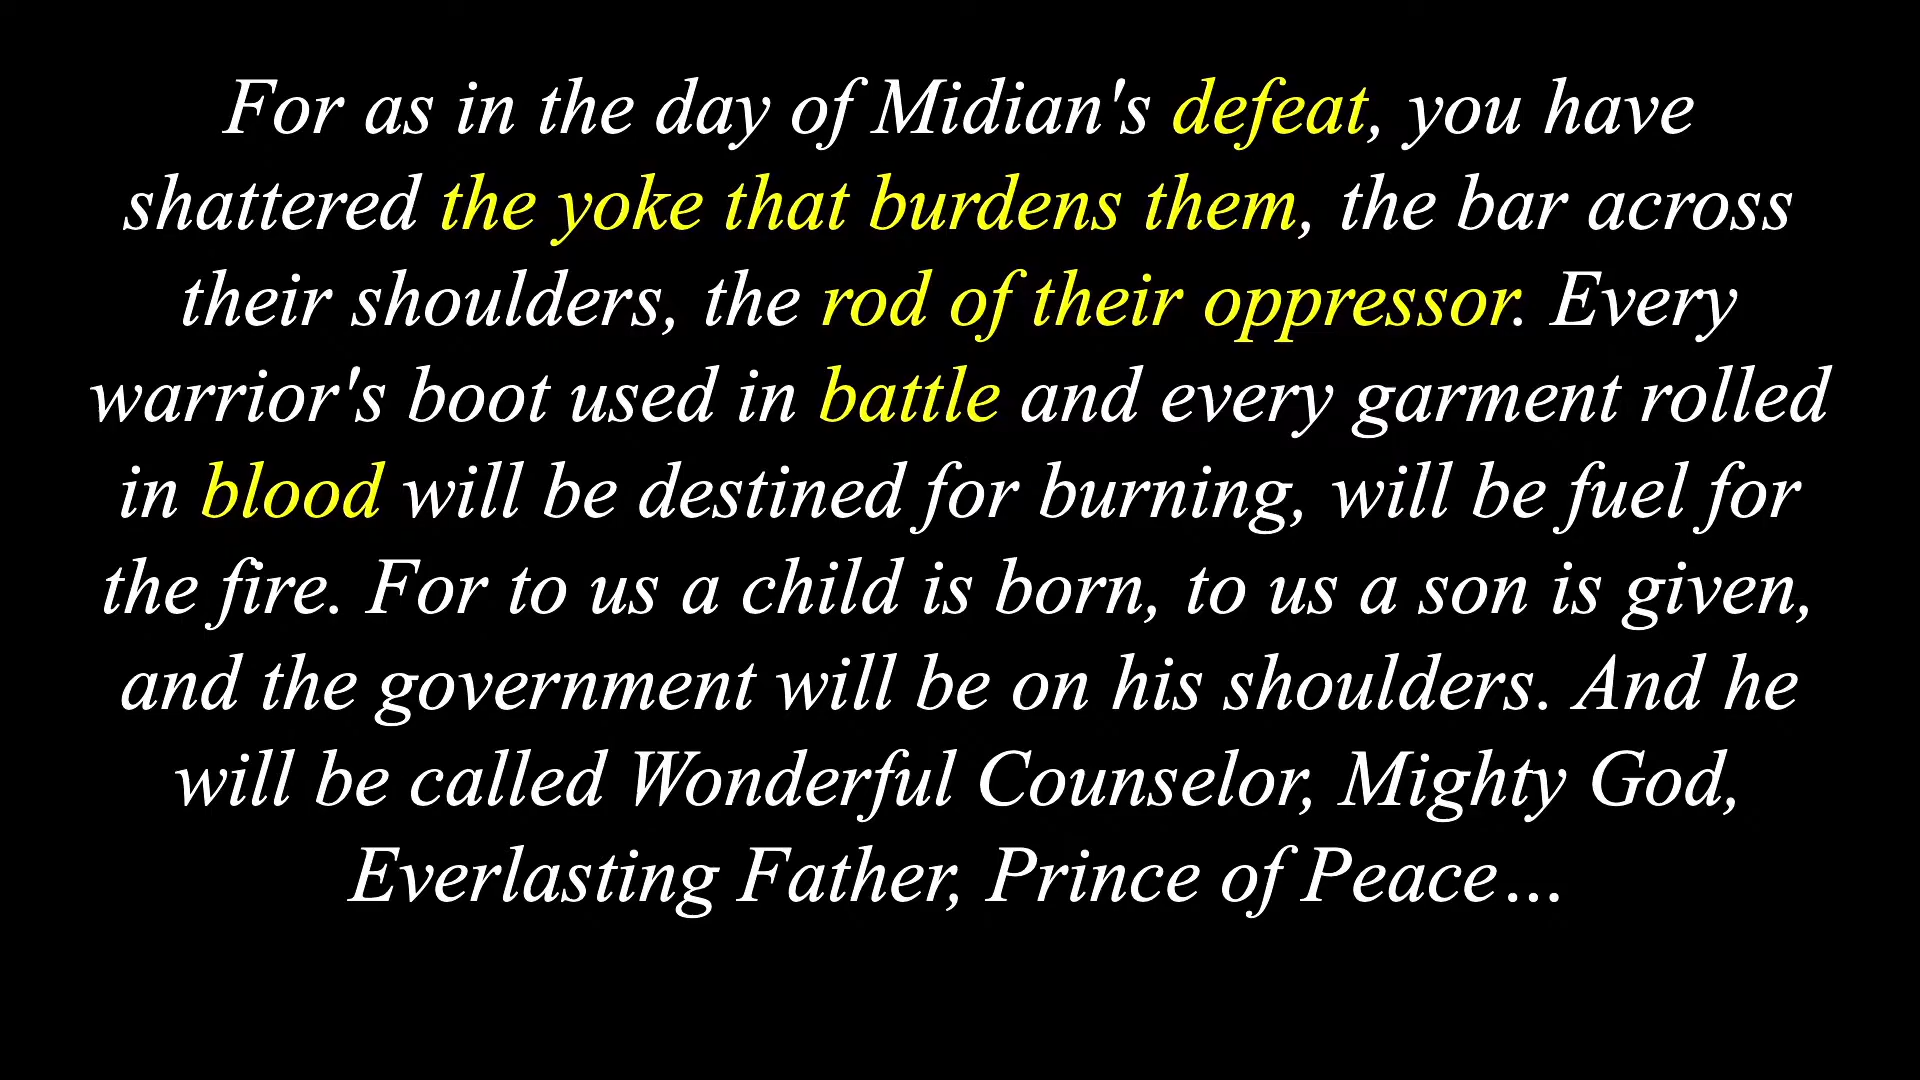 For as in the day of Midian's defeat, you have
shattered the yoke that burdens them, the bar across
their shoulders, the rod of their oppressor. Every
warrior's boot used in battle and every garment rolled
in blood will be destined for burning, will be fuel for
the fire. For to us a child is born, to us a son is given,
and the government will be on his shoulders. And he
will be called Wonderful Counselor, Mighty God,
Everlasting Father, Prince of Peace…